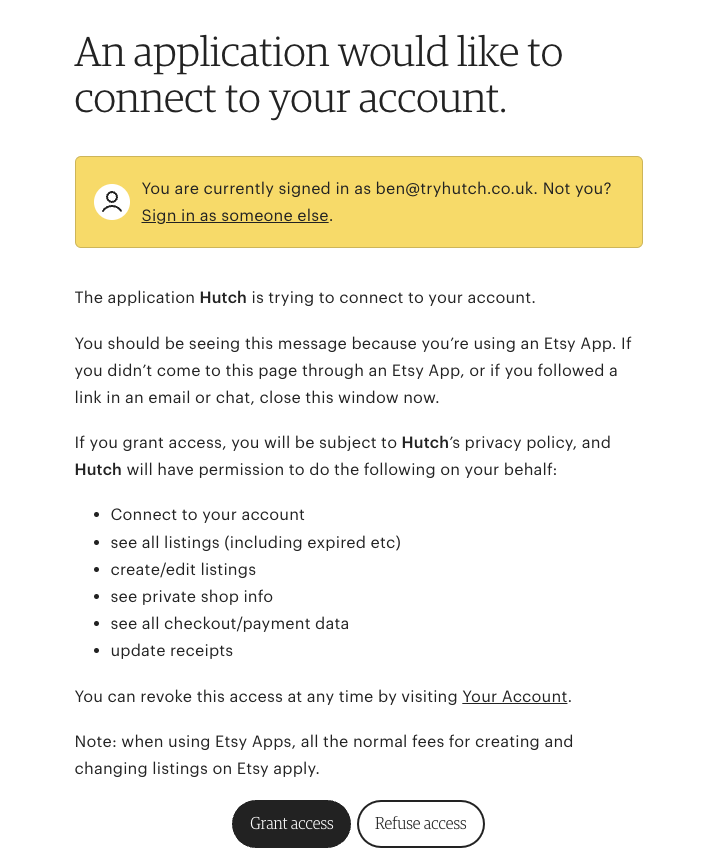 An application would like to
connect to your account.
You are currently signed in as ben@tryhutch.co.uk. Not you?
Sign in as someone else.
The application Hutch is trying to connect to your account.
You should be seeing this message because you’re using an Etsy App. If
you didn’t come to this page through an Etsy App, or if you followed a
link in an email or chat, close this window now.
If you grant access, you will be subject to Hutch’s privacy policy, and
Hutch will have permission to do the following on your behalf:
• Connect to your account
• see all listings (including expired etc)
• create/edit listings
• see private shop info
• see all checkout/payment data
• update receipts
You can revoke this access at any time by visiting Your Account.
Note: when using Etsy Apps, all the normal fees for creating and
changing listings on Etsy apply.
Grant access Refuse access